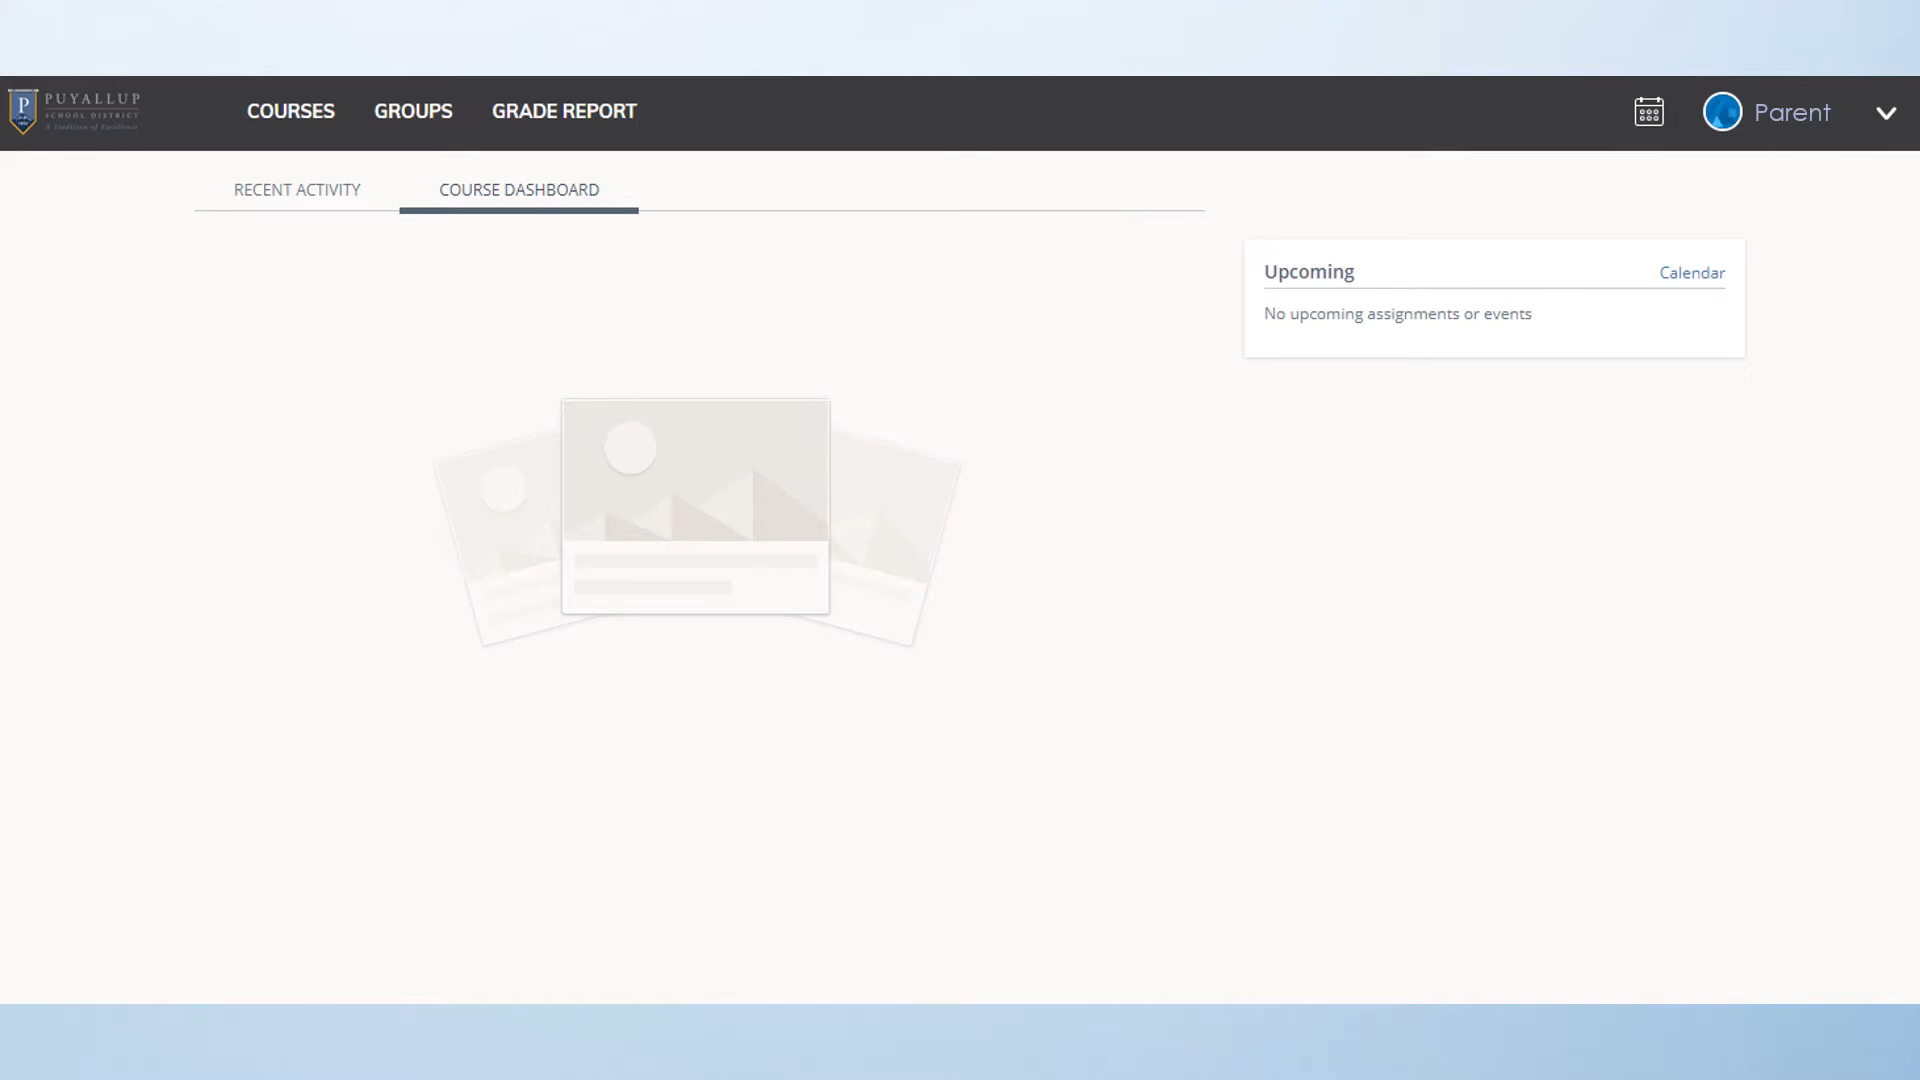 PUYALLUP
SCHOOL DISTRICT
A Tradition of Excellence
COURSES
GROUPS
GRADE REPORT
Parent
RECENT ACTIVITY
COURSE DASHBOARD
Upcoming
Calendar
No upcoming assignments or events